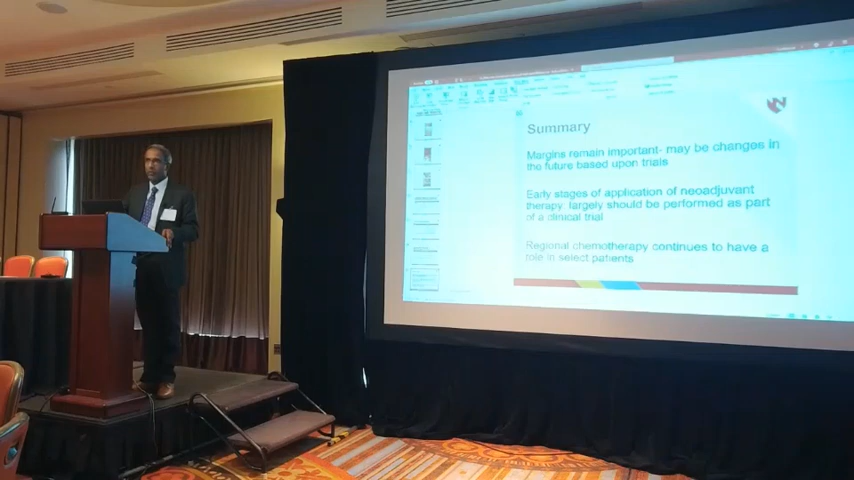 Summary
Margins remain important- may be changes in
the future based upon trials
Early stages of application of neoadjuvant
therapy: largely should be performed as part
of a clinical trial
Regional chemotherapy continues to have a
role in select patients